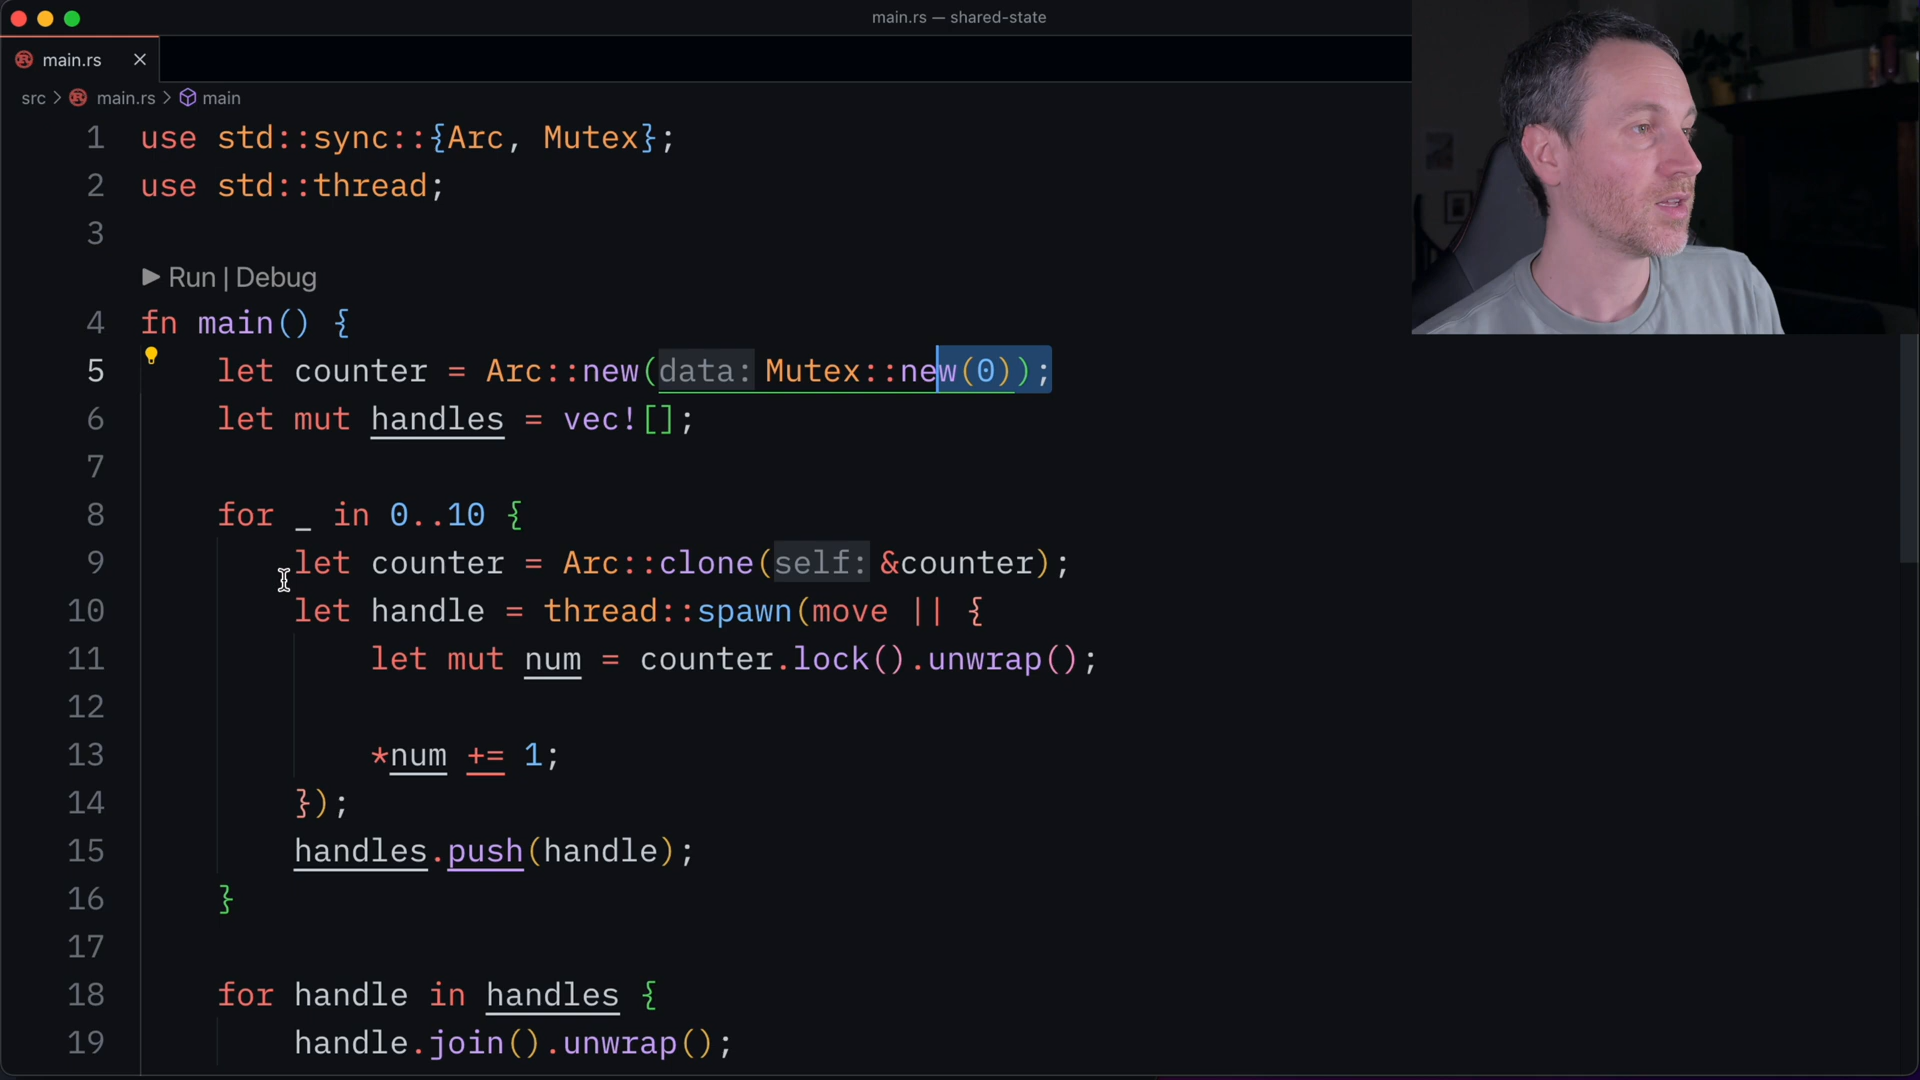 main.rs — shared-state
main.rs
src > main.rs > main
1 use std::sync::{Arc, Mutex};
2 use std::thread;
3
Run | Debug
4 fn main() {
5     let counter = Arc::new(data: Mutex::new(0));
6     let mut handles = vec![];
7
8     for _ in 0..10 {
9         let counter = Arc::clone(self: &counter);
10         let handle = thread::spawn(move || {
11             let mut num = counter.lock().unwrap();
12
13             *num += 1;
14         });
15         handles.push(handle);
16     }
17
18     for handle in handles {
19         handle.join().unwrap();